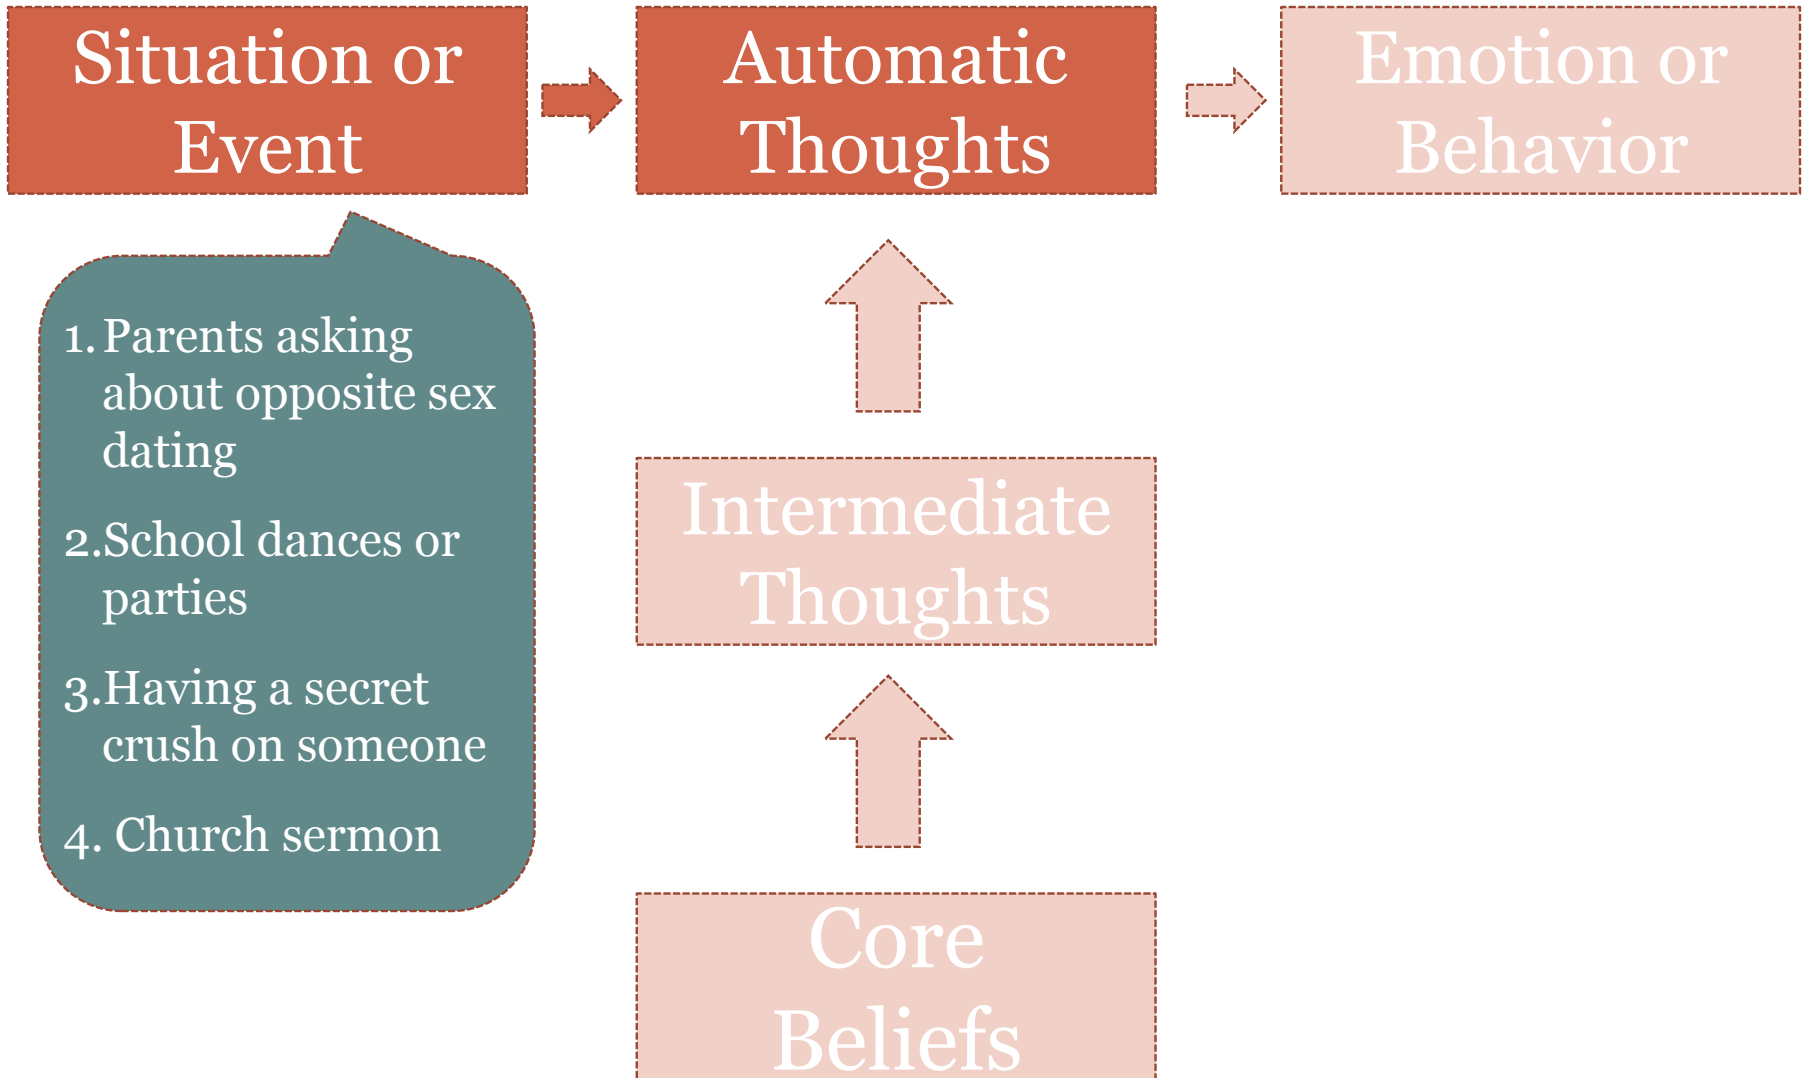 Situation or
Event
Automatic
Thoughts
Emotion or
Behavior
1. Parents asking
about opposite sex
dating
2.School dances or
parties
3.Having a secret
crush on someone
4. Church sermon
Intermediate
Thoughts
Core
Beliefs